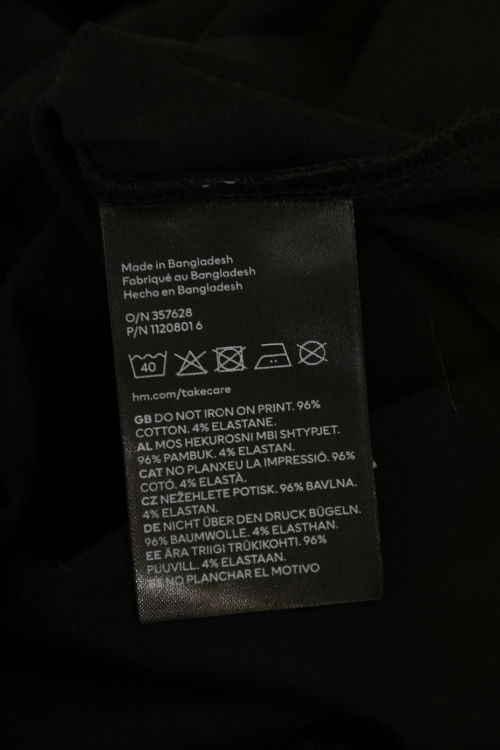 Made in Bangladesh
Fabriqué au Bangladesh
Hecho en Bangladesh
O/N 357628
P/N 1120801 6
40
hm.com/takecare
GB DO NOT IRON ON PRINT. 96%
COTTON. 4% ELASTANE.
AL MOS HEKUROSNI MBI SHTYPJET.
96% PAMBUK. 4% ELASTAN.
CAT NO PLANXEU LA IMPRESSIÓ. 96%
COTÓ. 4% ELASTÀ.
CZ NEŽEHLETE POTISK. 96% BAVLNA.
4% ELASTAN.
DE NICHT ÜBER DEN DRUCK BÜGELN.
96% BAUMWOLLE. 4% ELASTHAN.
EE ÄRA TRIIGI TRÜKIKOHTI. 96%
PUUVILL. 4% ELASTAAN.
ES NO PLANCHAR EL MOTIVO